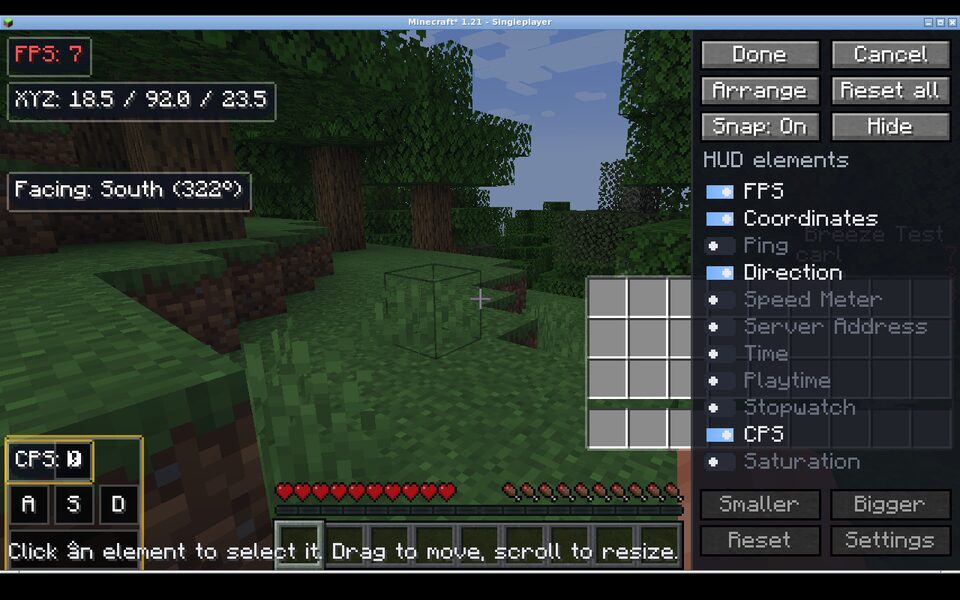 Minecraft* 1.21 - Singleplayer
FPS: 7
XYZ: 18.5 / 92.0 / 23.5
Facing: South (322°)
CPS: 0
A S D
Click an element to select it. Drag to move, scroll to resize.
Done Cancel
Arrange Reset all
Snap: On Hide
HUD elements
FPS
Coordinates
Breeze Test
Ping
carl
Direction
Speed Meter
Server Address
Time
Playtime
Stopwatch
CPS
Saturation
Smaller Bigger
Reset Settings